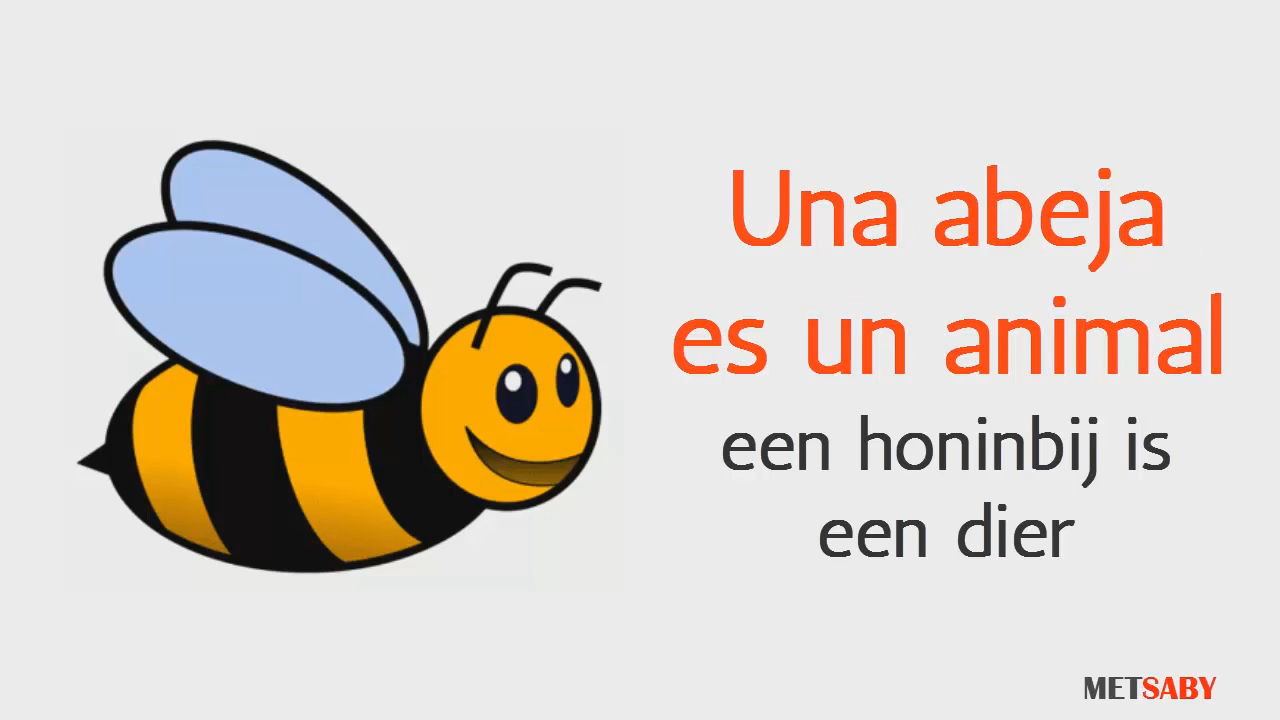 Una abeja
es un animal
een honinbij is
een dier
METSABY